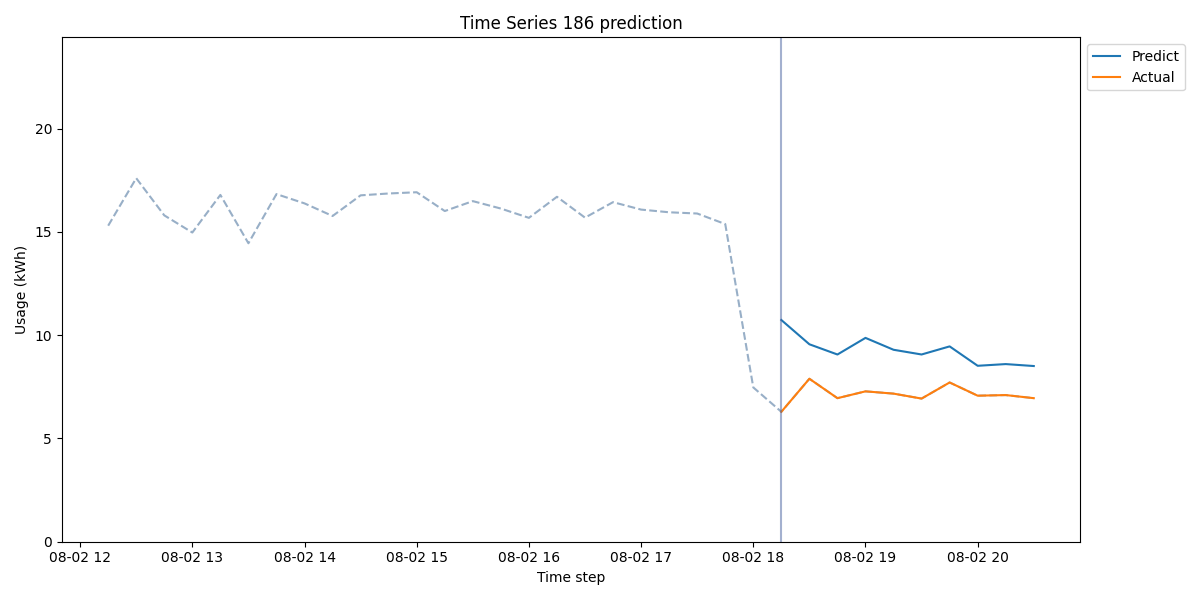 Time Series 186 prediction
Predict
Actual
Usage (kWh)
20
15
10
5
0
08-02 12 08-02 13 08-02 14 08-02 15 08-02 16 08-02 17 08-02 18 08-02 19 08-02 20
Time step